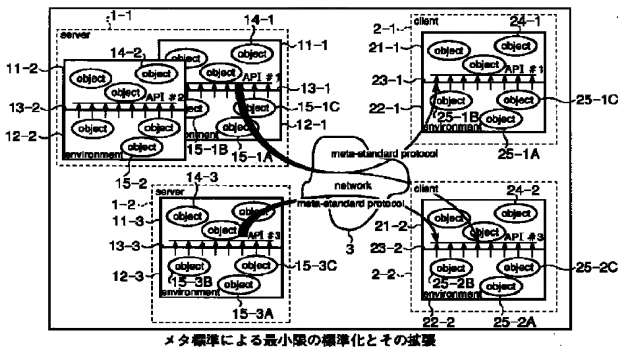 1-1
server
14-1
2-1
client
24-1
14-2
object
11-1
21-1
object
11-2
object
object
object
object
object
object
API #1
23-1
API #1
13-2
API #2
13-1
object
22-1
object
25-1C
object
object
15-1C
12-2
object
12-1
25-1B
object
environment
object
15-1B
15-1A
environment
25-1A
15-2
meta-standard protocol
14-3
network
24-2
1-2
server
meta-standard protocol
client
11-3
object
21-2
object
object
object
13-3
API #3
3
23-2
API #3
12-3
object
object
15-3C
2-2
object
object
25-2C
15-3B
25-2B
environment
object
environment
object
15-3A
22-2
25-2A
メタ標準による最小限の標準化とその拡張